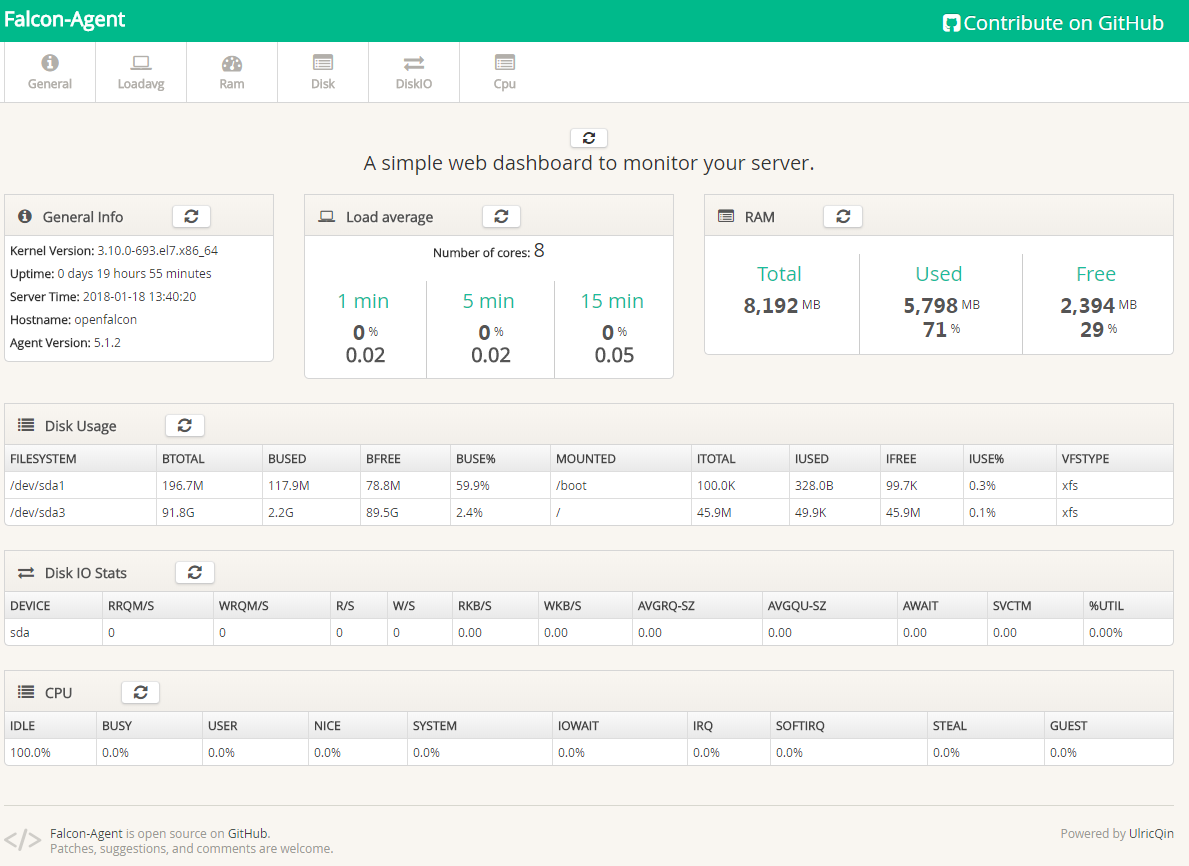 Falcon-Agent
Contribute on GitHub
General Loadavg Ram Disk DiskIO Cpu
A simple web dashboard to monitor your server.
General Info
Kernel Version: 3.10.0-693.el7.x86_64
Uptime: 0 days 19 hours 55 minutes
Server Time: 2018-01-18 13:40:20
Hostname: openfalcon
Agent Version: 5.1.2
Load average
Number of cores: 8
1 min 5 min 15 min
0 % 0 % 0 %
0.02 0.02 0.05
RAM
Total Used Free
8,192 MB 5,798 MB 2,394 MB
71 % 29 %
Disk Usage
FILESYSTEM BTOTAL BUSED BFREE BUSE% MOUNTED ITOTAL IUSED IFREE IUSE% VFSTYPE
/dev/sda1 196.7M 117.9M 78.8M 59.9% /boot 100.0K 328.0B 99.7K 0.3% xfs
/dev/sda3 91.8G 2.2G 89.5G 2.4% / 45.9M 49.9K 45.9M 0.1% xfs
Disk IO Stats
DEVICE RRQM/S WRQM/S R/S W/S RKB/S WKB/S AVGRQ-SZ AVGQU-SZ AWAIT SVCTM %UTIL
sda 0 0 0 0 0.00 0.00 0.00 0.00 0.00 0.00 0.00%
CPU
IDLE BUSY USER NICE SYSTEM IOWAIT IRQ SOFTIRQ STEAL GUEST
100.0% 0.0% 0.0% 0.0% 0.0% 0.0% 0.0% 0.0% 0.0% 0.0%
</> Falcon-Agent is open source on GitHub.
Patches, suggestions, and comments are welcome.
Powered by UlricQin